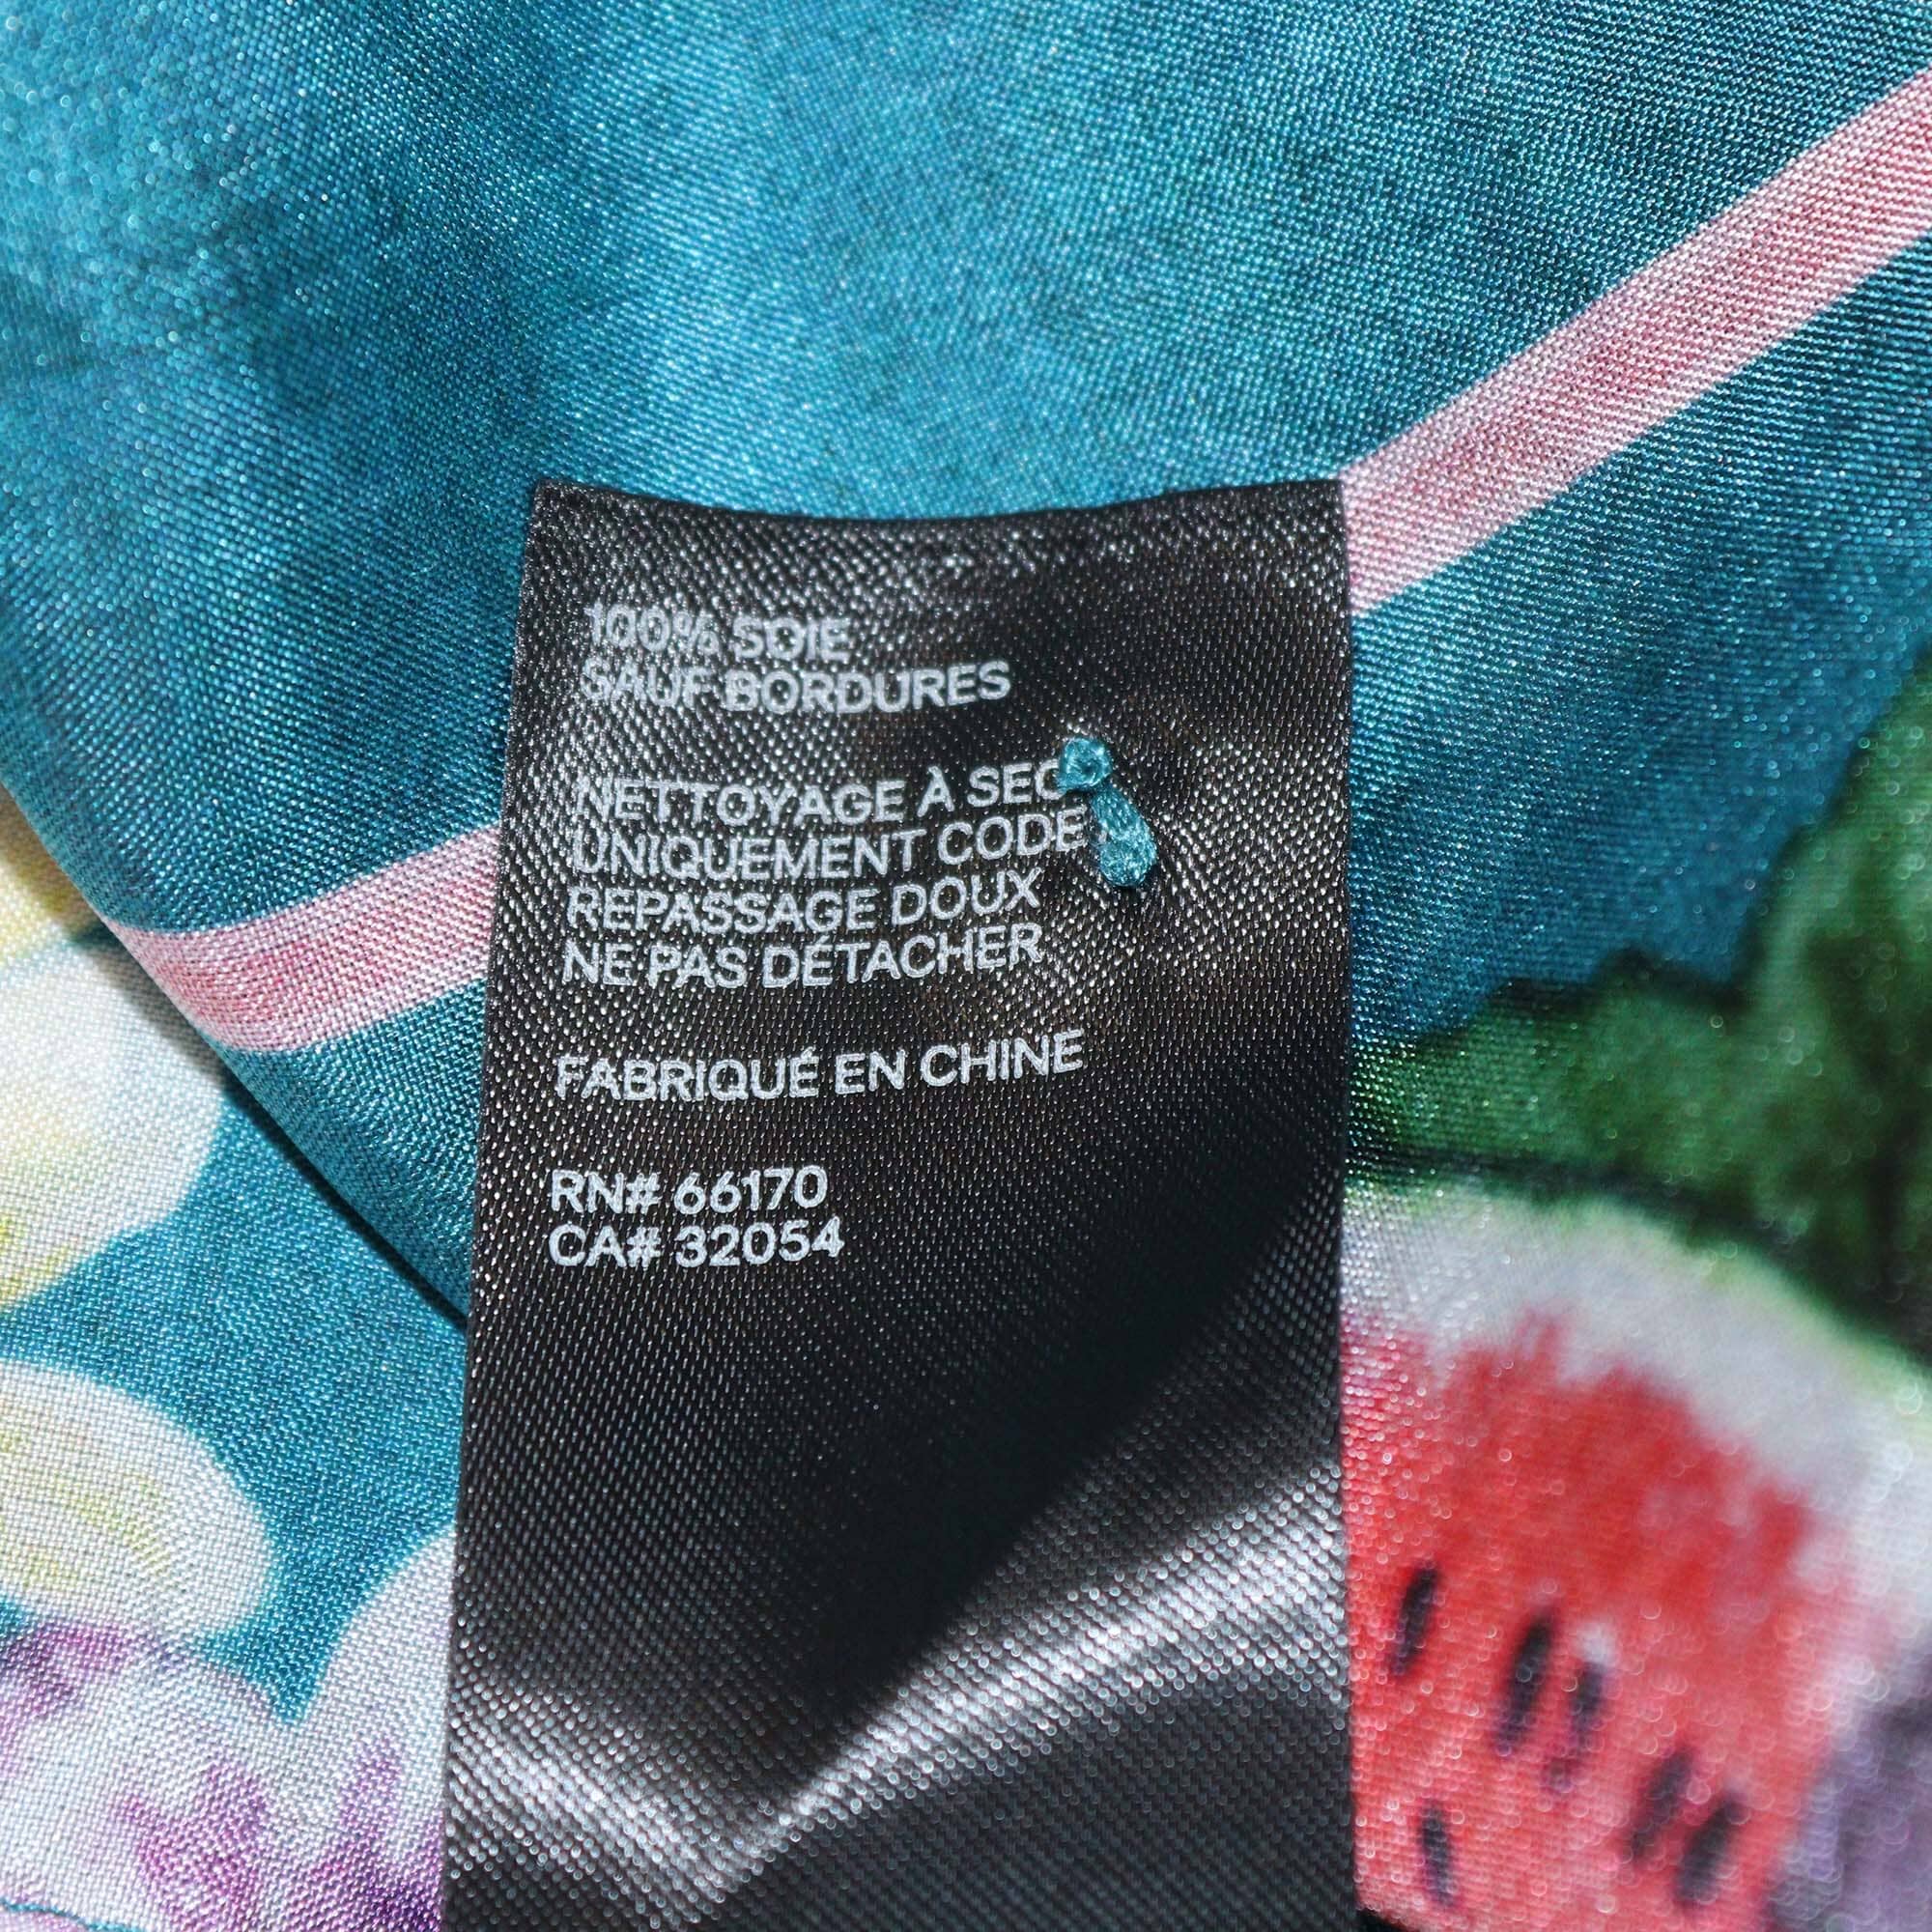 100% SOIE
SAUF BORDURES
NETTOYAGE À SEC
UNIQUEMENT CODE
REPASSAGE DOUX
NE PAS DÉTACHER
FABRIQUÉ EN CHINE
RN# 66170
CA# 32054